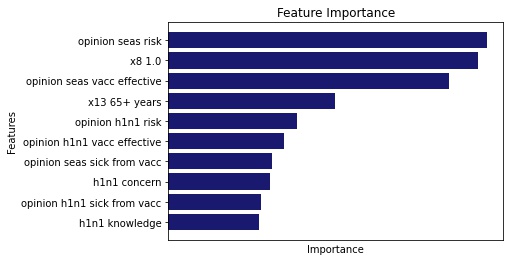 Feature Importance
opinion seas risk
x8 1.0
opinion seas vacc effective
x13 65+ years
opinion h1n1 risk
opinion h1n1 vacc effective
opinion seas sick from vacc
h1n1 concern
opinion h1n1 sick from vacc
h1n1 knowledge
Features
Importance